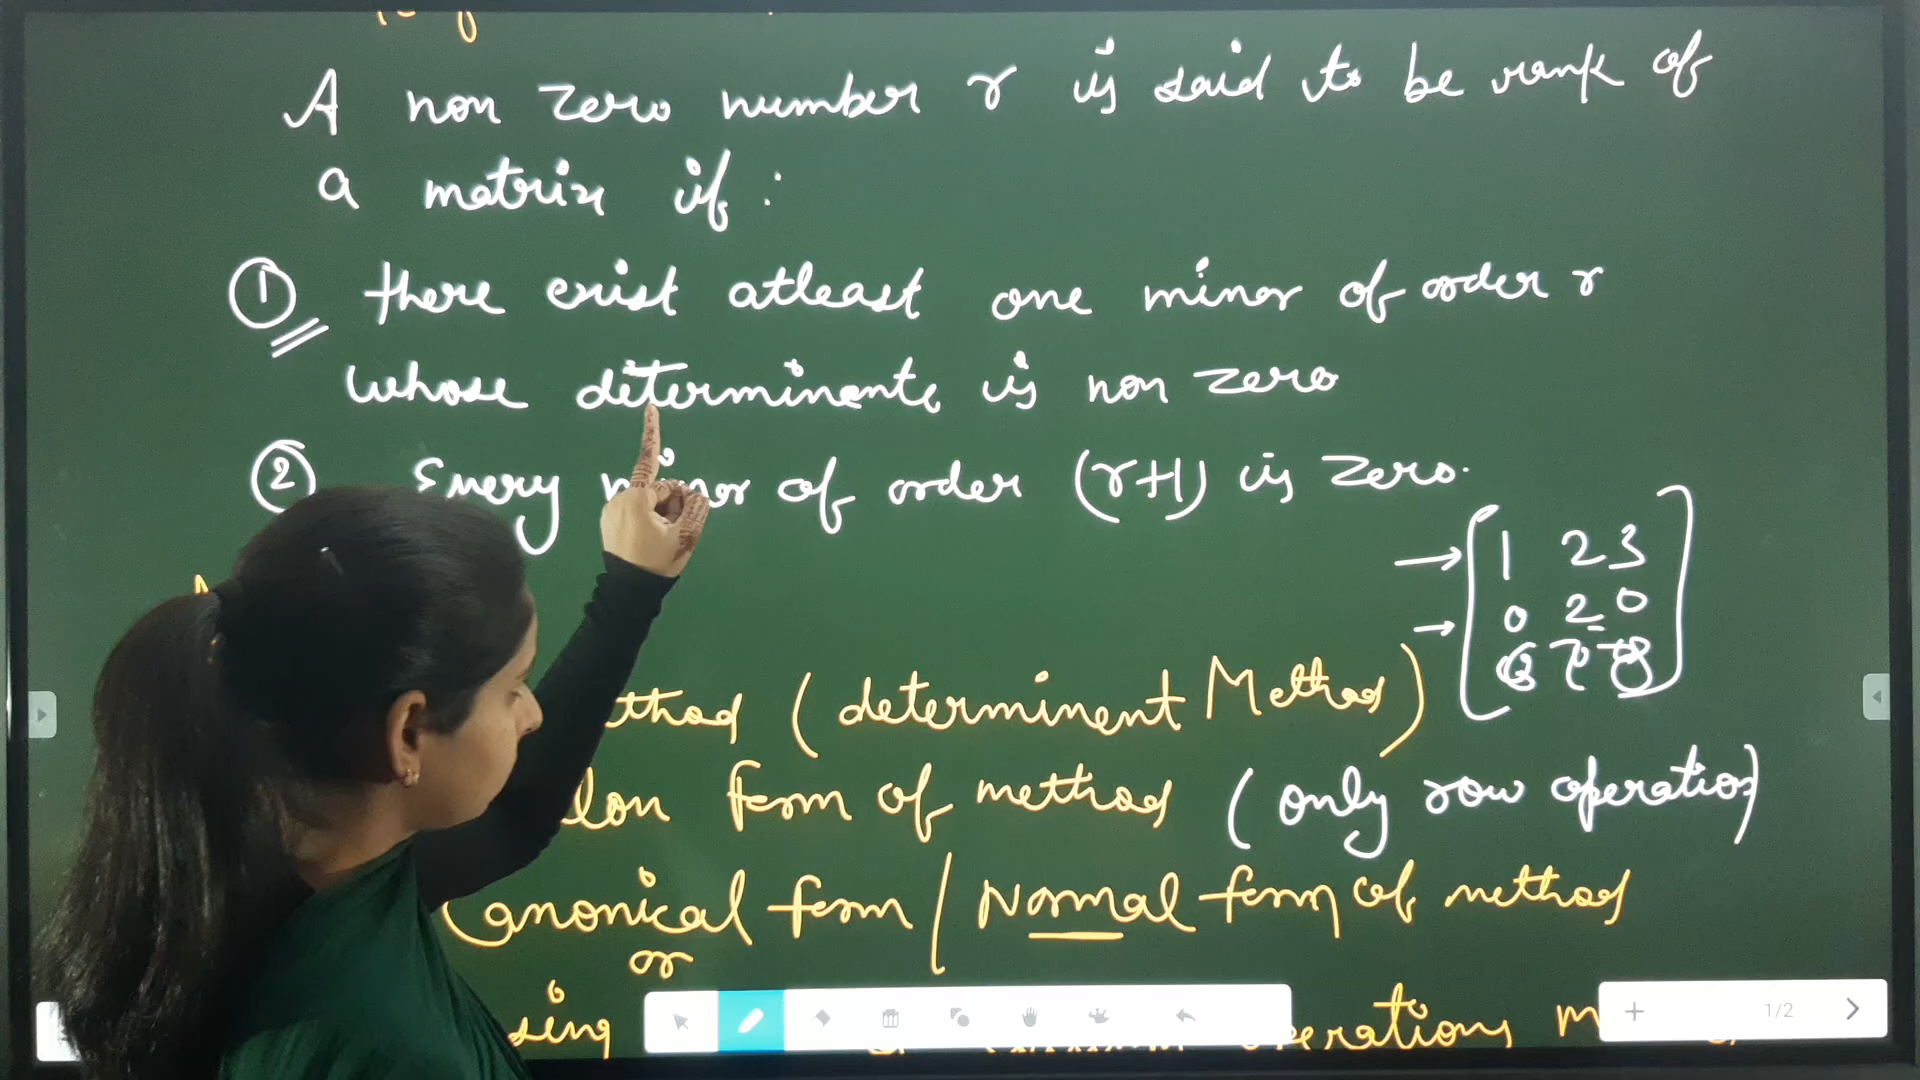 A non zero number r is said to be rank of
a matrix if :
① there exist atleast one minor of order r
whose determinente is non zero
② Every minor of order (r+1) is zero.
1 2 3
0 2 0
thod (determinent Method)
lon form of method (only row operation)
Canonical form / Normal form of method
or
sing operations m
1/2